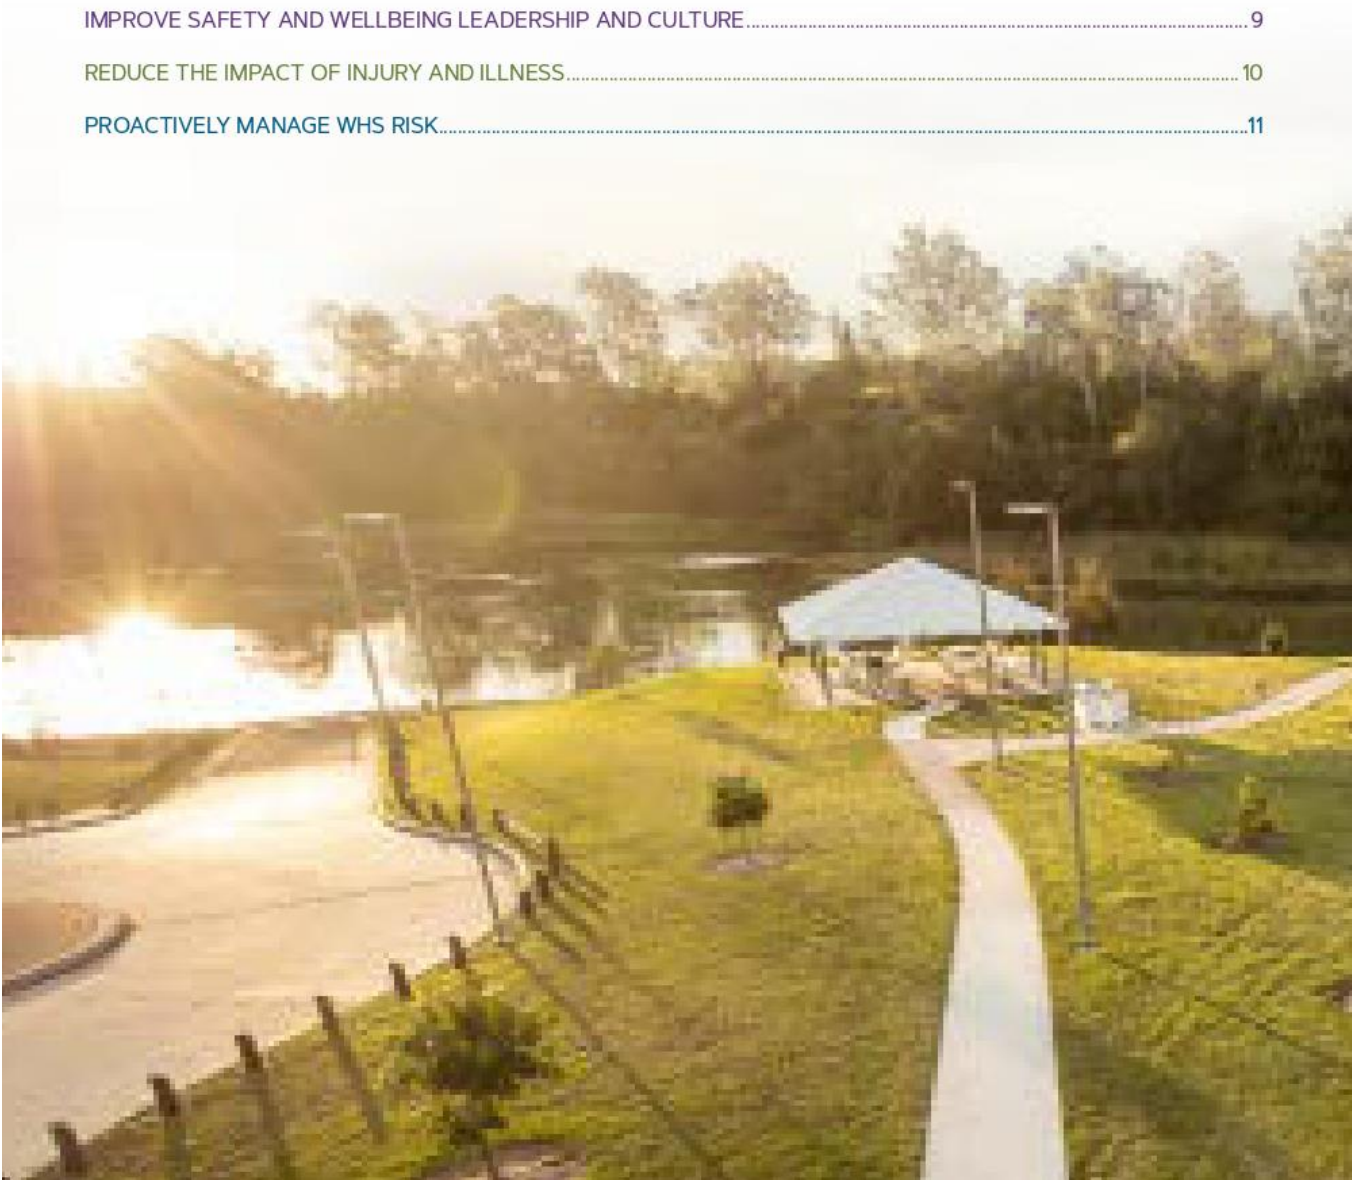 IMPROVE SAFETY AND WELLBEING LEADERSHIP AND CULTURE 9
REDUCE THE IMPACT OF INJURY AND ILLNESS 10
PROACTIVELY MANAGE WHS RISK 11